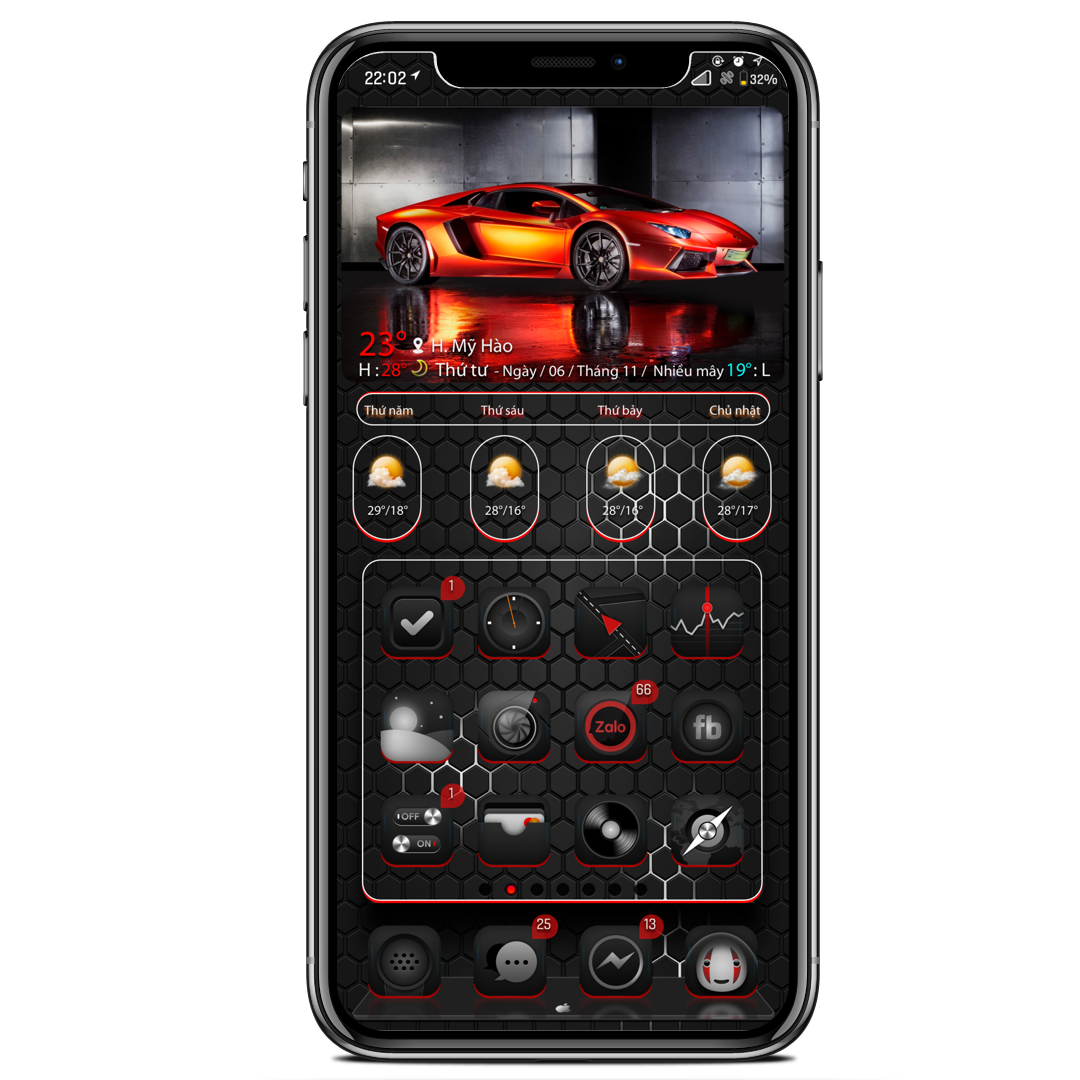 22:02 32%
23° H. Mỹ Hào
H : 28° Thứ tư - Ngày / 06 / Tháng 11 / Nhiều mây 19° : L
Thứ năm Thứ sáu Thứ bảy Chủ nhật
29°/18° 28°/16° 28°/16° 28°/17°
1
66
Zalo fb
1
OFF
ON
25 13